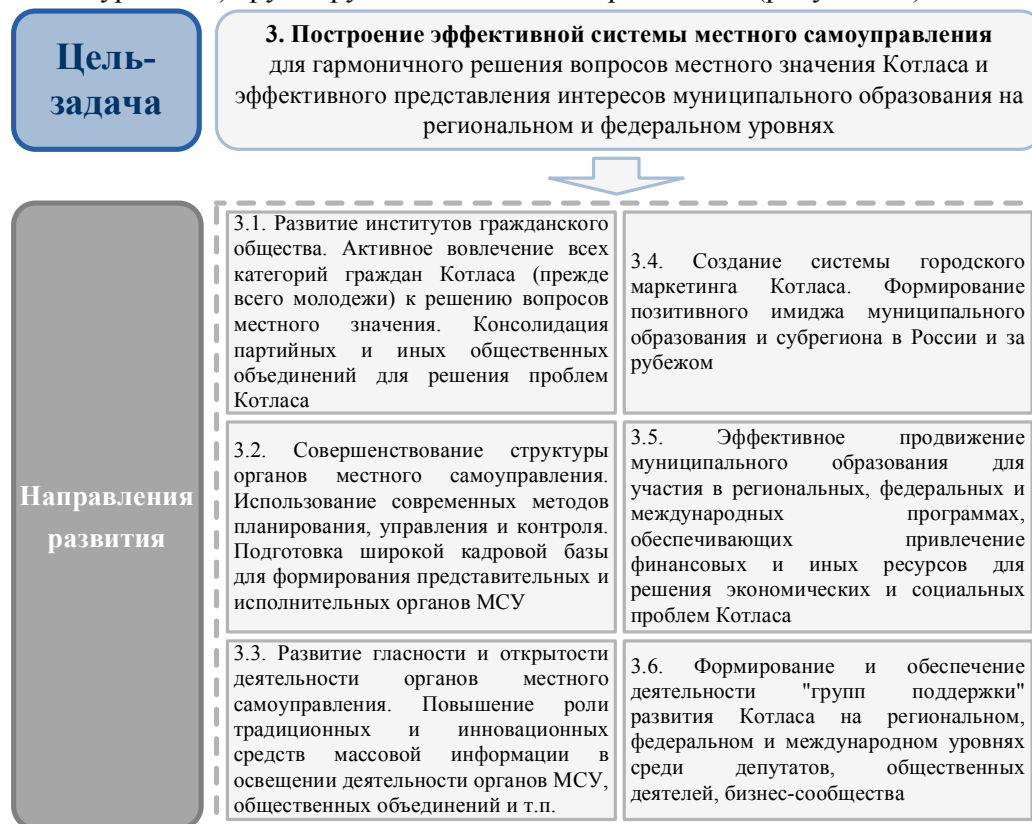 Цель-
задача
3. Построение эффективной системы местного самоуправления
для гармоничного решения вопросов местного значения Котласа и
эффективного представления интересов муниципального образования на
региональном и федеральном уровнях
Направления
развития
3.1. Развитие институтов гражданского
общества. Активное вовлечение всех
категорий граждан Котласа (прежде
всего молодежи) к решению вопросов
местного значения. Консолидация
партийных и иных общественных
объединений для решения проблем
Котласа
3.2. Совершенствование структуры
органов местного самоуправления.
Использование современных методов
планирования, управления и контроля.
Подготовка широкой кадровой базы
для формирования представительных и
исполнительных органов МСУ
3.3. Развитие гласности и открытости
деятельности органов местного
самоуправления. Повышение роли
традиционных и инновационных
средств массовой информации в
освещении деятельности органов МСУ,
общественных объединений и т.п.
3.4. Создание системы городского
маркетинга Котласа. Формирование
позитивного имиджа муниципального
образования и субрегиона в России и за
рубежом
3.5. Эффективное продвижение
муниципального образования для
участия в региональных, федеральных и
международных программах,
обеспечивающих привлечение
финансовых и иных ресурсов для
решения экономических и социальных
проблем Котласа
3.6. Формирование и обеспечение
деятельности "групп поддержки"
развития Котласа на региональном,
федеральном и международном уровнях
среди депутатов, общественных
деятелей, бизнес-сообщества